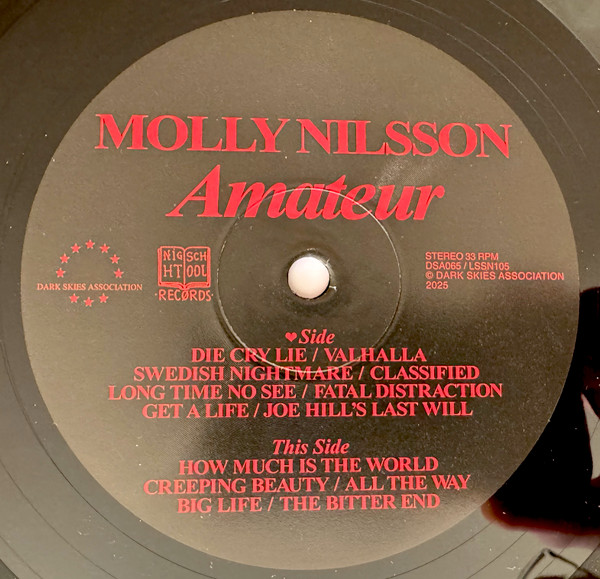 MOLLY NILSSON
Amateur
DARK SKIES ASSOCIATION
NIG SCH
HT OOL
RECORDS
STEREO 33 RPM
DSA065 / LSSN105
© DARK SKIES ASSOCIATION
2025
♥Side
DIE CRY LIE / VALHALLA
SWEDISH NIGHTMARE / CLASSIFIED
LONG TIME NO SEE / FATAL DISTRACTION
GET A LIFE / JOE HILL'S LAST WILL
This Side
HOW MUCH IS THE WORLD
CREEPING BEAUTY / ALL THE WAY
BIG LIFE / THE BITTER END